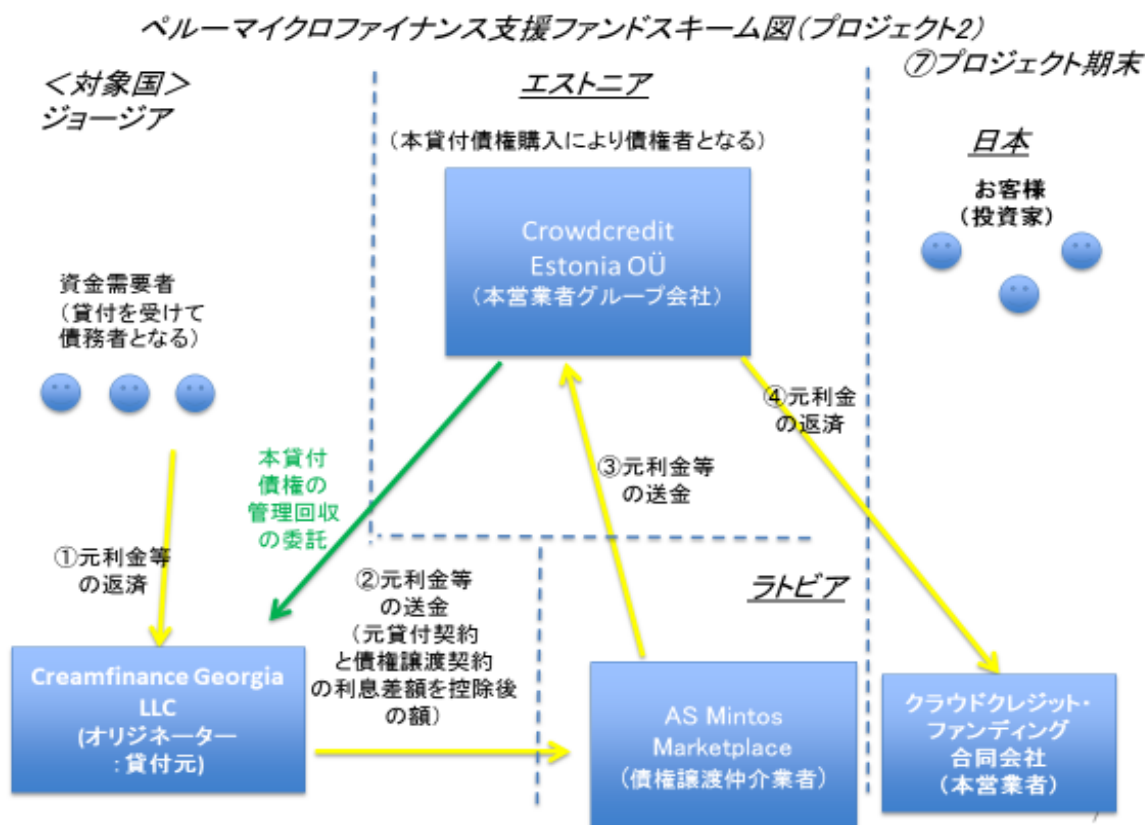 ペルーマイクロファイナンス支援ファンドスキーム図(プロジェクト2)
⑦プロジェクト期末
<対象国>
ジョージア
エストニア
(本貸付債権購入により債権者となる)
日本
お客様
(投資家)
Crowdcredit
Estonia OÜ
(本営業者グループ会社)
資金需要者
(貸付を受けて
債務者となる)
④元利金
の返済
本貸付
債権の
管理回収
の委託
③元利金等
の送金
①元利金等
の返済
②元利金等
の送金
(元貸付契約
と債権譲渡契約
の利息差額を控除後
の額)
ラトビア
Creamfinance Georgia
LLC
(オリジネーター
:貸付元)
AS Mintos
Marketplace
(債権譲渡仲介業者)
クラウドクレジット・
ファンディング
合同会社
(本営業者)